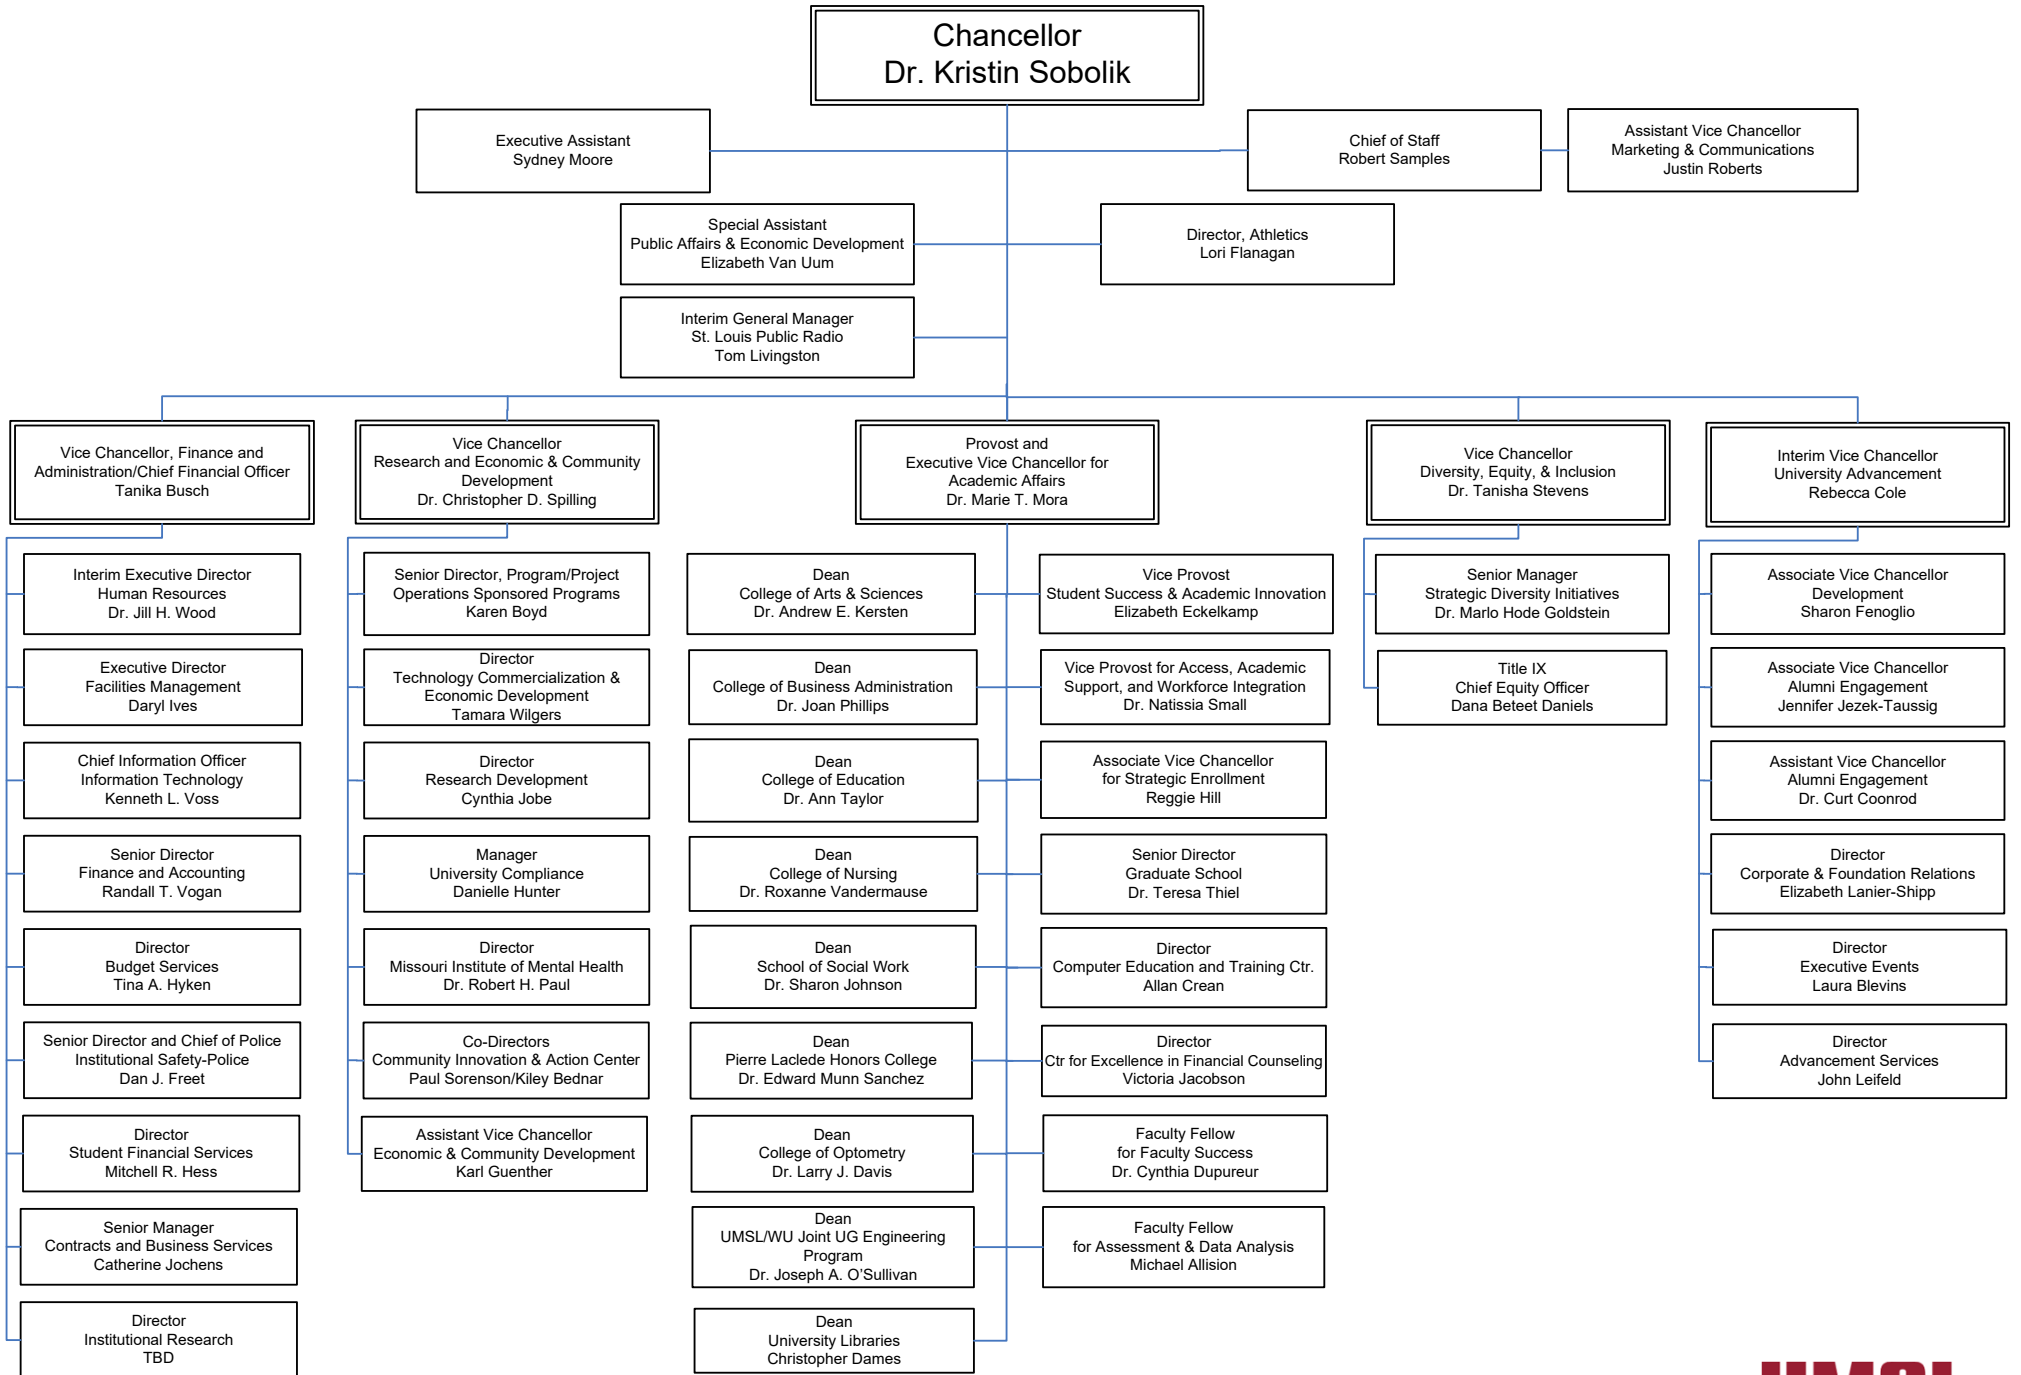 Chancellor
Dr. Kristin Sobolik
Executive Assistant
Sydney Moore
Chief of Staff
Robert Samples
Assistant Vice Chancellor
Marketing & Communications
Justin Roberts
Special Assistant
Public Affairs & Economic Development
Elizabeth Van Uum
Director, Athletics
Lori Flanagan
Interim General Manager
St. Louis Public Radio
Tom Livingston
Vice Chancellor, Finance and
Administration/Chief Financial Officer
Tanika Busch
Vice Chancellor
Research and Economic & Community
Development
Dr. Christopher D. Spilling
Provost and
Executive Vice Chancellor for
Academic Affairs
Dr. Marie T. Mora
Vice Chancellor
Diversity, Equity, & Inclusion
Dr. Tanisha Stevens
Interim Vice Chancellor
University Advancement
Rebecca Cole
Interim Executive Director
Human Resources
Dr. Jill H. Wood
Executive Director
Facilities Management
Daryl Ives
Chief Information Officer
Information Technology
Kenneth L. Voss
Senior Director
Finance and Accounting
Randall T. Vogan
Director
Budget Services
Tina A. Hyken
Senior Director and Chief of Police
Institutional Safety-Police
Dan J. Freet
Director
Student Financial Services
Mitchell R. Hess
Senior Manager
Contracts and Business Services
Catherine Jochens
Director
Institutional Research
TBD
Senior Director, Program/Project
Operations Sponsored Programs
Karen Boyd
Director
Technology Commercialization &
Economic Development
Tamara Wilgers
Director
Research Development
Cynthia Jobe
Manager
University Compliance
Danielle Hunter
Director
Missouri Institute of Mental Health
Dr. Robert H. Paul
Co-Directors
Community Innovation & Action Center
Paul Sorenson/Kiley Bednar
Assistant Vice Chancellor
Economic & Community Development
Karl Guenther
Dean
College of Arts & Sciences
Dr. Andrew E. Kersten
Dean
College of Business Administration
Dr. Joan Phillips
Dean
College of Education
Dr. Ann Taylor
Dean
College of Nursing
Dr. Roxanne Vandermause
Dean
School of Social Work
Dr. Sharon Johnson
Dean
Pierre Laclede Honors College
Dr. Edward Munn Sanchez
Dean
College of Optometry
Dr. Larry J. Davis
Dean
UMSL/WU Joint UG Engineering
Program
Dr. Joseph A. O'Sullivan
Dean
University Libraries
Christopher Dames
Vice Provost
Student Success & Academic Innovation
Elizabeth Eckelkamp
Vice Provost for Access, Academic
Support, and Workforce Integration
Dr. Natissia Small
Associate Vice Chancellor
for Strategic Enrollment
Reggie Hill
Senior Director
Graduate School
Dr. Teresa Thiel
Director
Computer Education and Training Ctr.
Allan Crean
Director
Ctr for Excellence in Financial Counseling
Victoria Jacobson
Faculty Fellow
for Faculty Success
Dr. Cynthia Dupureur
Faculty Fellow
for Assessment & Data Analysis
Michael Allision
Senior Manager
Strategic Diversity Initiatives
Dr. Marlo Hode Goldstein
Title IX
Chief Equity Officer
Dana Beteet Daniels
Associate Vice Chancellor
Development
Sharon Fenoglio
Associate Vice Chancellor
Alumni Engagement
Jennifer Jezek-Taussig
Assistant Vice Chancellor
Alumni Engagement
Dr. Curt Coonrod
Director
Corporate & Foundation Relations
Elizabeth Lanier-Shipp
Director
Executive Events
Laura Blevins
Director
Advancement Services
John Leifeld
UMSL